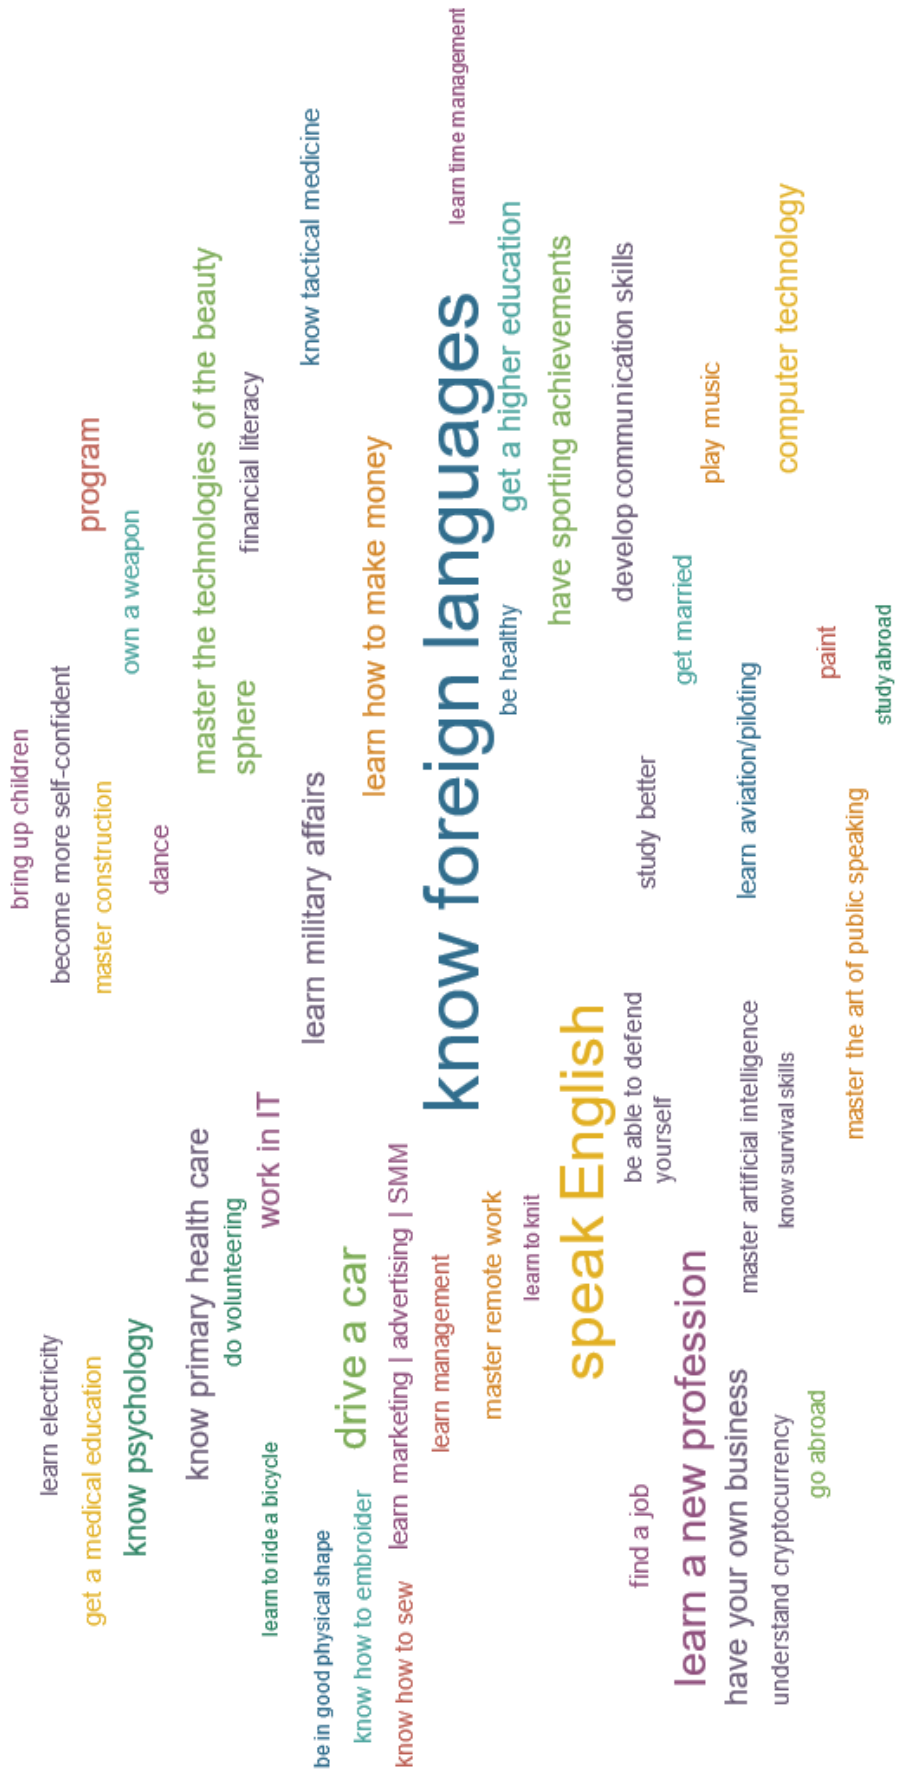 bring up children
become more self-confident
learn electricity
program
master construction
get a medical education
own a weapon
know psychology
dance
master the technologies of the beauty
sphere
know primary health care
financial literacy
do volunteering
work in IT
learn to ride a bicycle
know tactical medicine
learn military affairs
be in good physical shape
drive a car
learn how to make money
know how to embroider
learn marketing | advertising | SMM
know how to sew
learn time management
know foreign languages
learn management
get a higher education
be healthy
master remote work
learn to knit
have sporting achievements
speak English
develop communication skills
be able to defend
yourself
study better
find a job
get married
learn a new profession
play music
learn aviation/piloting
master artificial intelligence
have your own business
computer technology
know survival skills
understand cryptocurrency
paint
go abroad
master the art of public speaking
study abroad